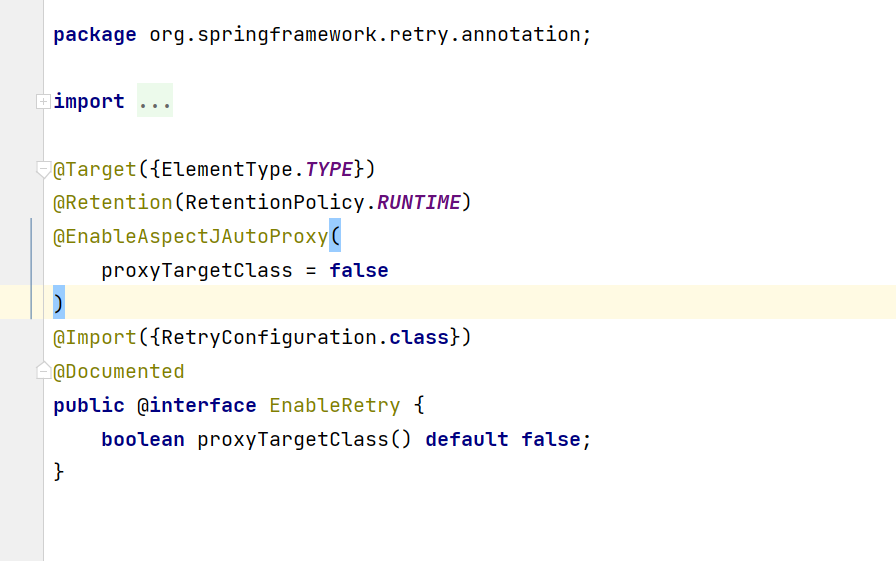 package org.springframework.retry.annotation;
import ...
@Target({ElementType.TYPE})
@Retention(RetentionPolicy.RUNTIME)
@EnableAspectJAutoProxy(
    proxyTargetClass = false
)
@Import({RetryConfiguration.class})
@Documented
public @interface EnableRetry {
    boolean proxyTargetClass() default false;
}